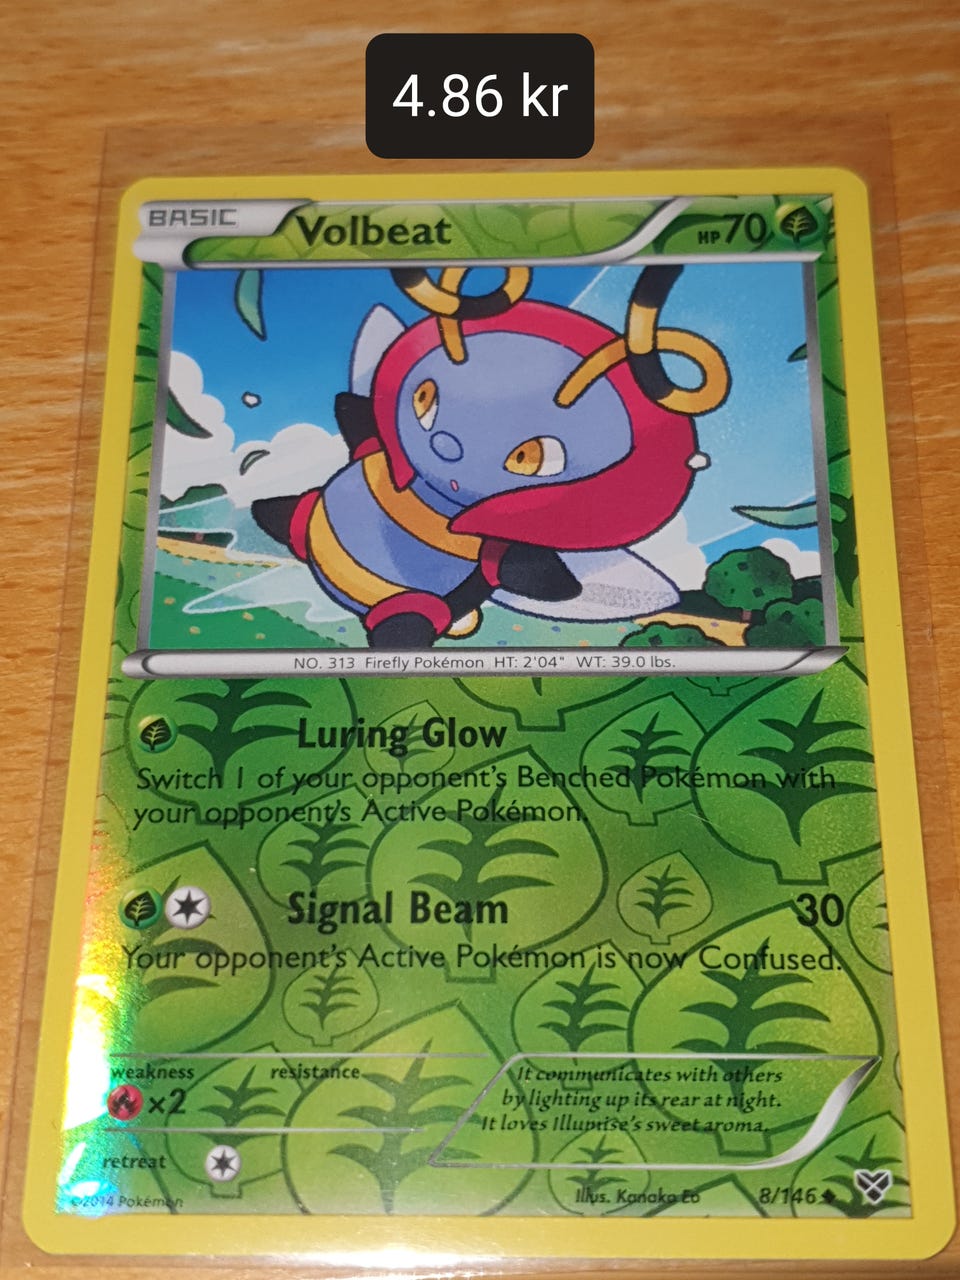 4.86 kr
BASIC Volbeat HP 70
NO. 313 Firefly Pokémon HT: 2'04" WT: 39.0 lbs.
Luring Glow
Switch 1 of your opponent's Benched Pokémon with
your opponent's Active Pokémon.
Signal Beam 30
Your opponent's Active Pokémon is now Confused.
weakness resistance
×2
It communicates with others
by lighting up its rear at night.
It loves Illumise's sweet aroma.
retreat
©2014 Pokémon Illus. Kanako Eo 8/146